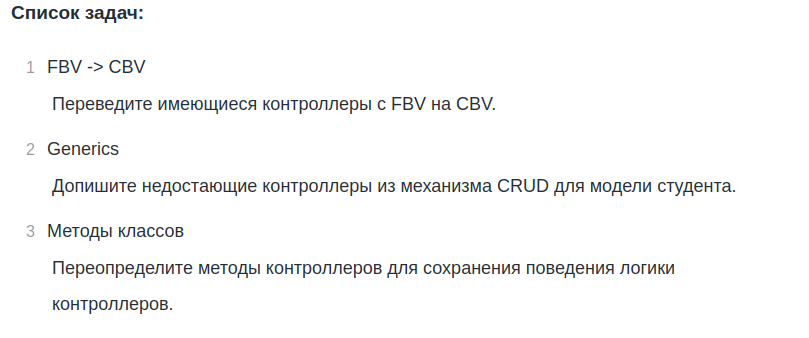 Список задач:
1 FBV -> CBV
Переведите имеющиеся контроллеры с FBV на CBV.
2 Generics
Допишите недостающие контроллеры из механизма CRUD для модели студента.
3 Методы классов
Переопределите методы контроллеров для сохранения поведения логики
контроллеров.